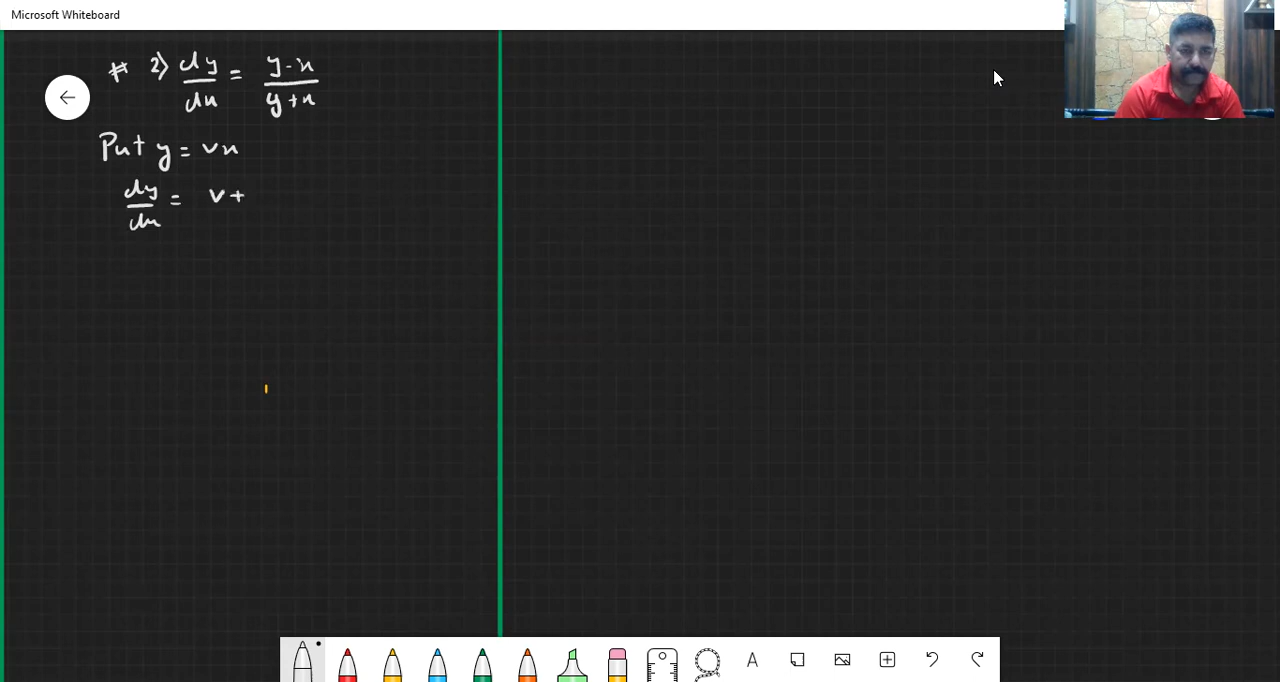 Microsoft Whiteboard
# 2) dy/dx = y-x/y+x
Put y = vx
dy/dx = v+
A